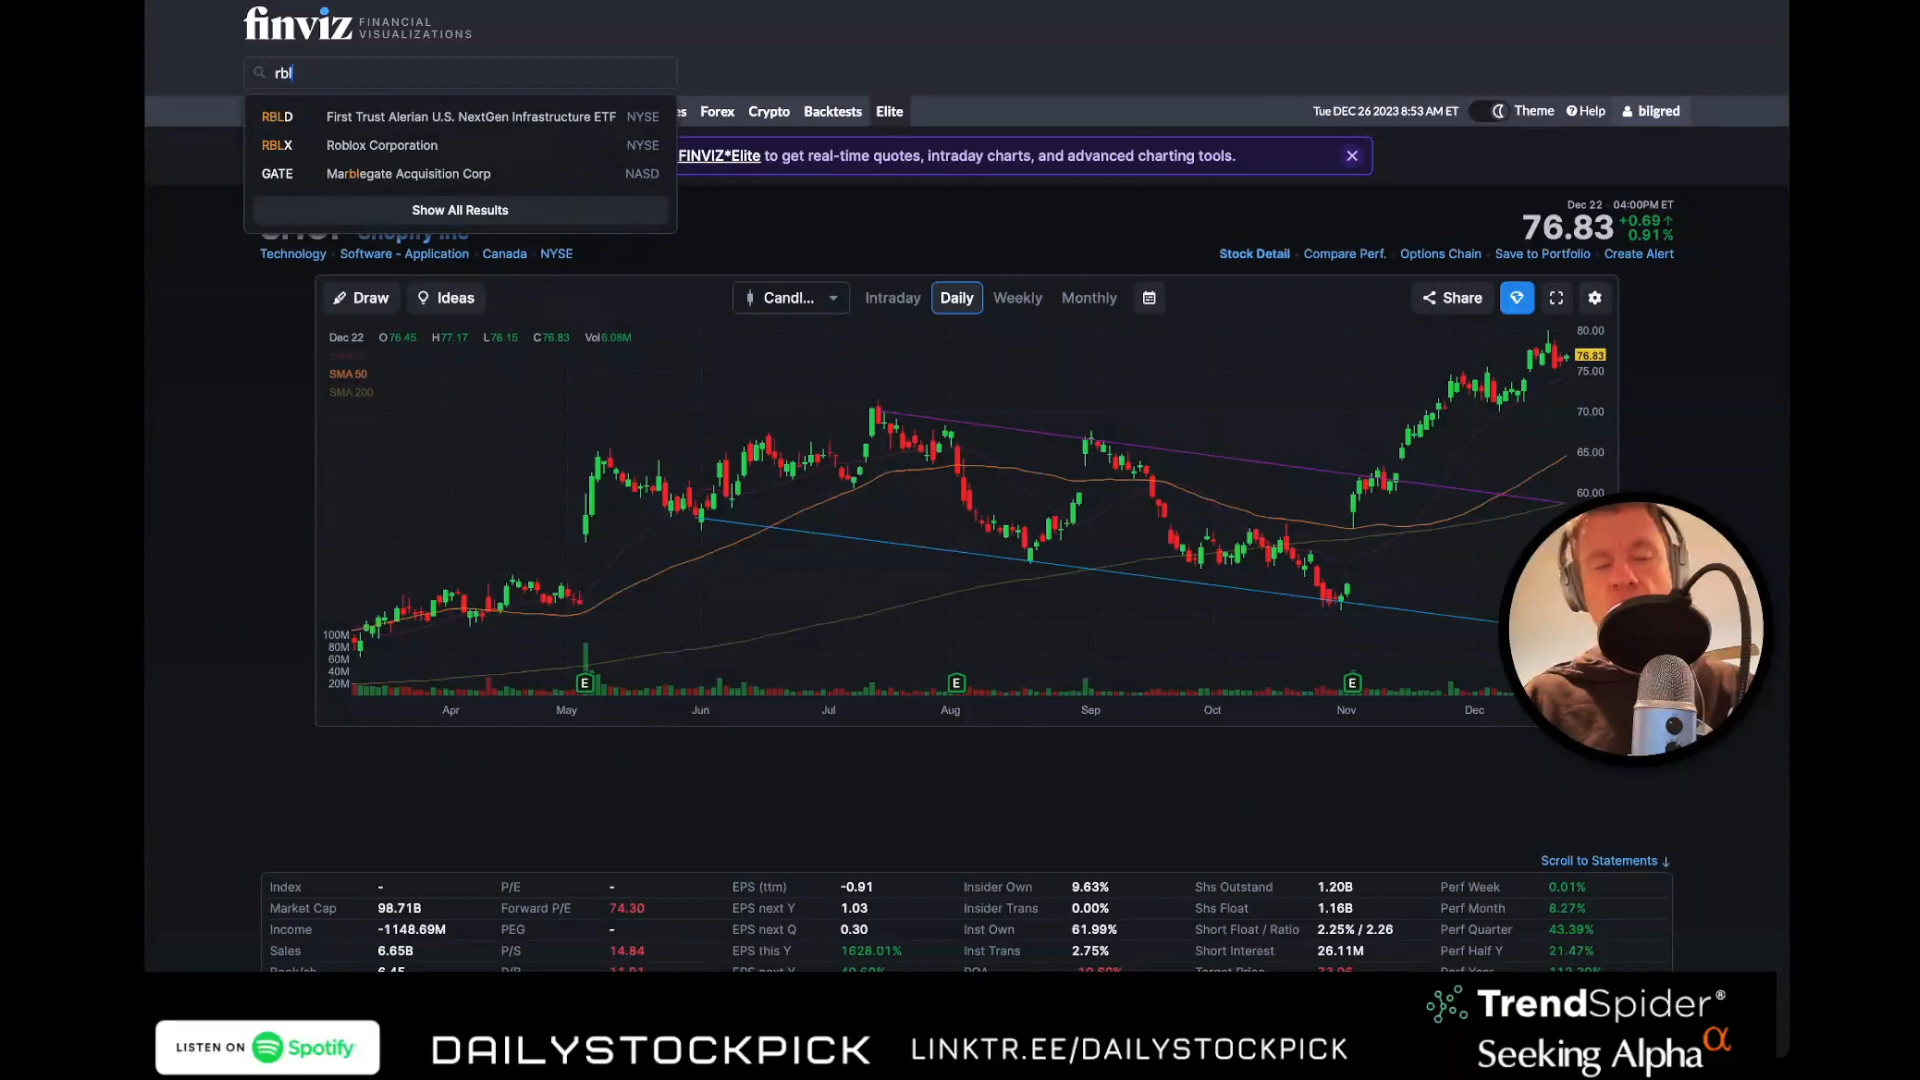 finviz FINANCIAL VISUALIZATIONS
rbl
RBLD First Trust Alerian U.S. NextGen Infrastructure ETF NYSE
RBLX Roblox Corporation NYSE
GATE Marblegate Acquisition Corp NASD
Show All Results
es Forex Crypto Backtests Elite
Tue DEC 26 2023 8:53 AM ET Theme Help biigred
FINVIZ*Elite to get real-time quotes, intraday charts, and advanced charting tools.
Dec 22 04:00PM ET
76.83 +0.69↑ 0.91%
Shopify Inc
Technology • Software - Application • Canada • NYSE
Stock Detail • Compare Perf. • Options Chain • Save to Portfolio • Create Alert
Draw Ideas Candl... Intraday Daily Weekly Monthly Share
Dec 22 O76.45 H77.17 L76.15 C76.83 Vol6.08M
SMA 50
SMA 200
80.00
76.83
75.00
70.00
65.00
60.00
100M
80M
60M
40M
20M
E E E
Apr May Jun Jul Aug Sep Oct Nov Dec
Scroll to Statements ↓
Index - P/E - EPS (ttm) -0.91 Insider Own 9.63% Shs Outstand 1.20B Perf Week 0.01%
Market Cap 98.71B Forward P/E 74.30 EPS next Y 1.03 Insider Trans 0.00% Shs Float 1.16B Perf Month 8.27%
Income -1148.69M PEG - EPS next Q 0.30 Inst Own 61.99% Short Float / Ratio 2.25% / 2.26 Perf Quarter 43.39%
Sales 6.65B P/S 14.84 EPS this Y 1628.01% Inst Trans 2.75% Short Interest 26.11M Perf Half Y 21.47%
LISTEN ON Spotify
DAILYSTOCKPICK
LINKTR.EE/DAILYSTOCKPICK
TrendSpider®
Seeking Alpha α